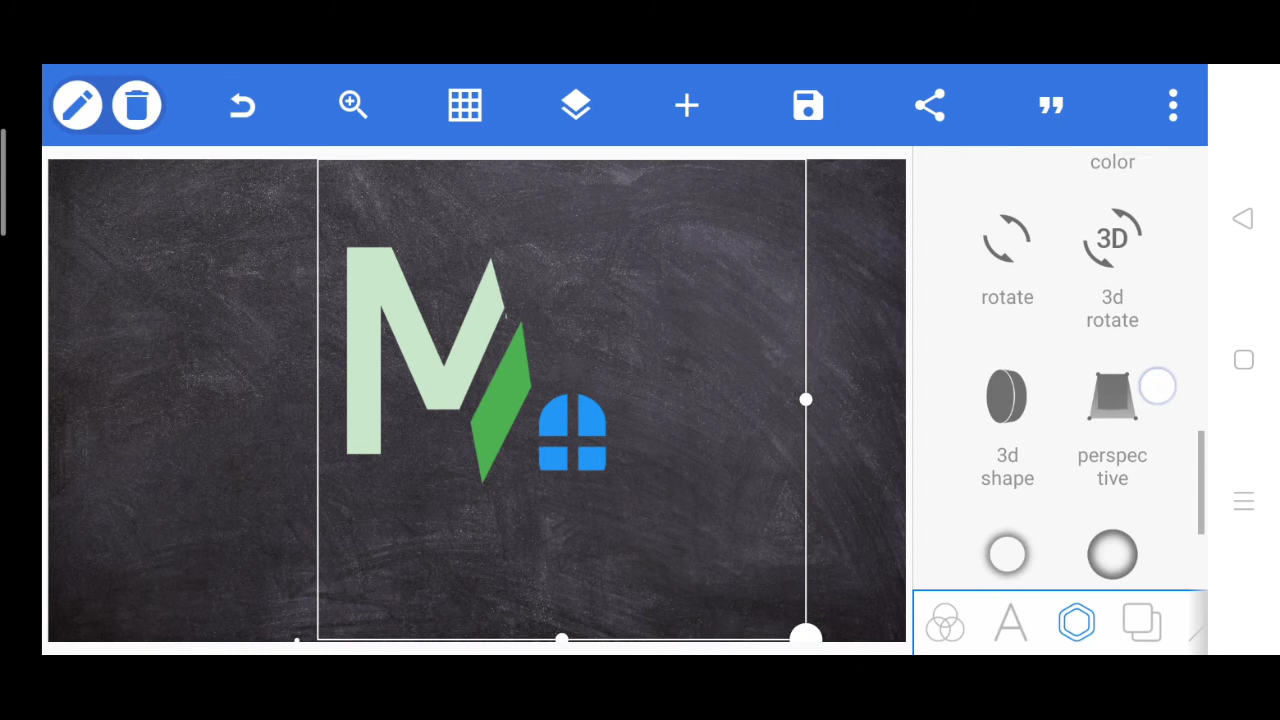 color
M
rotate
3D
3d
rotate
3d
shape
perspec
tive
A